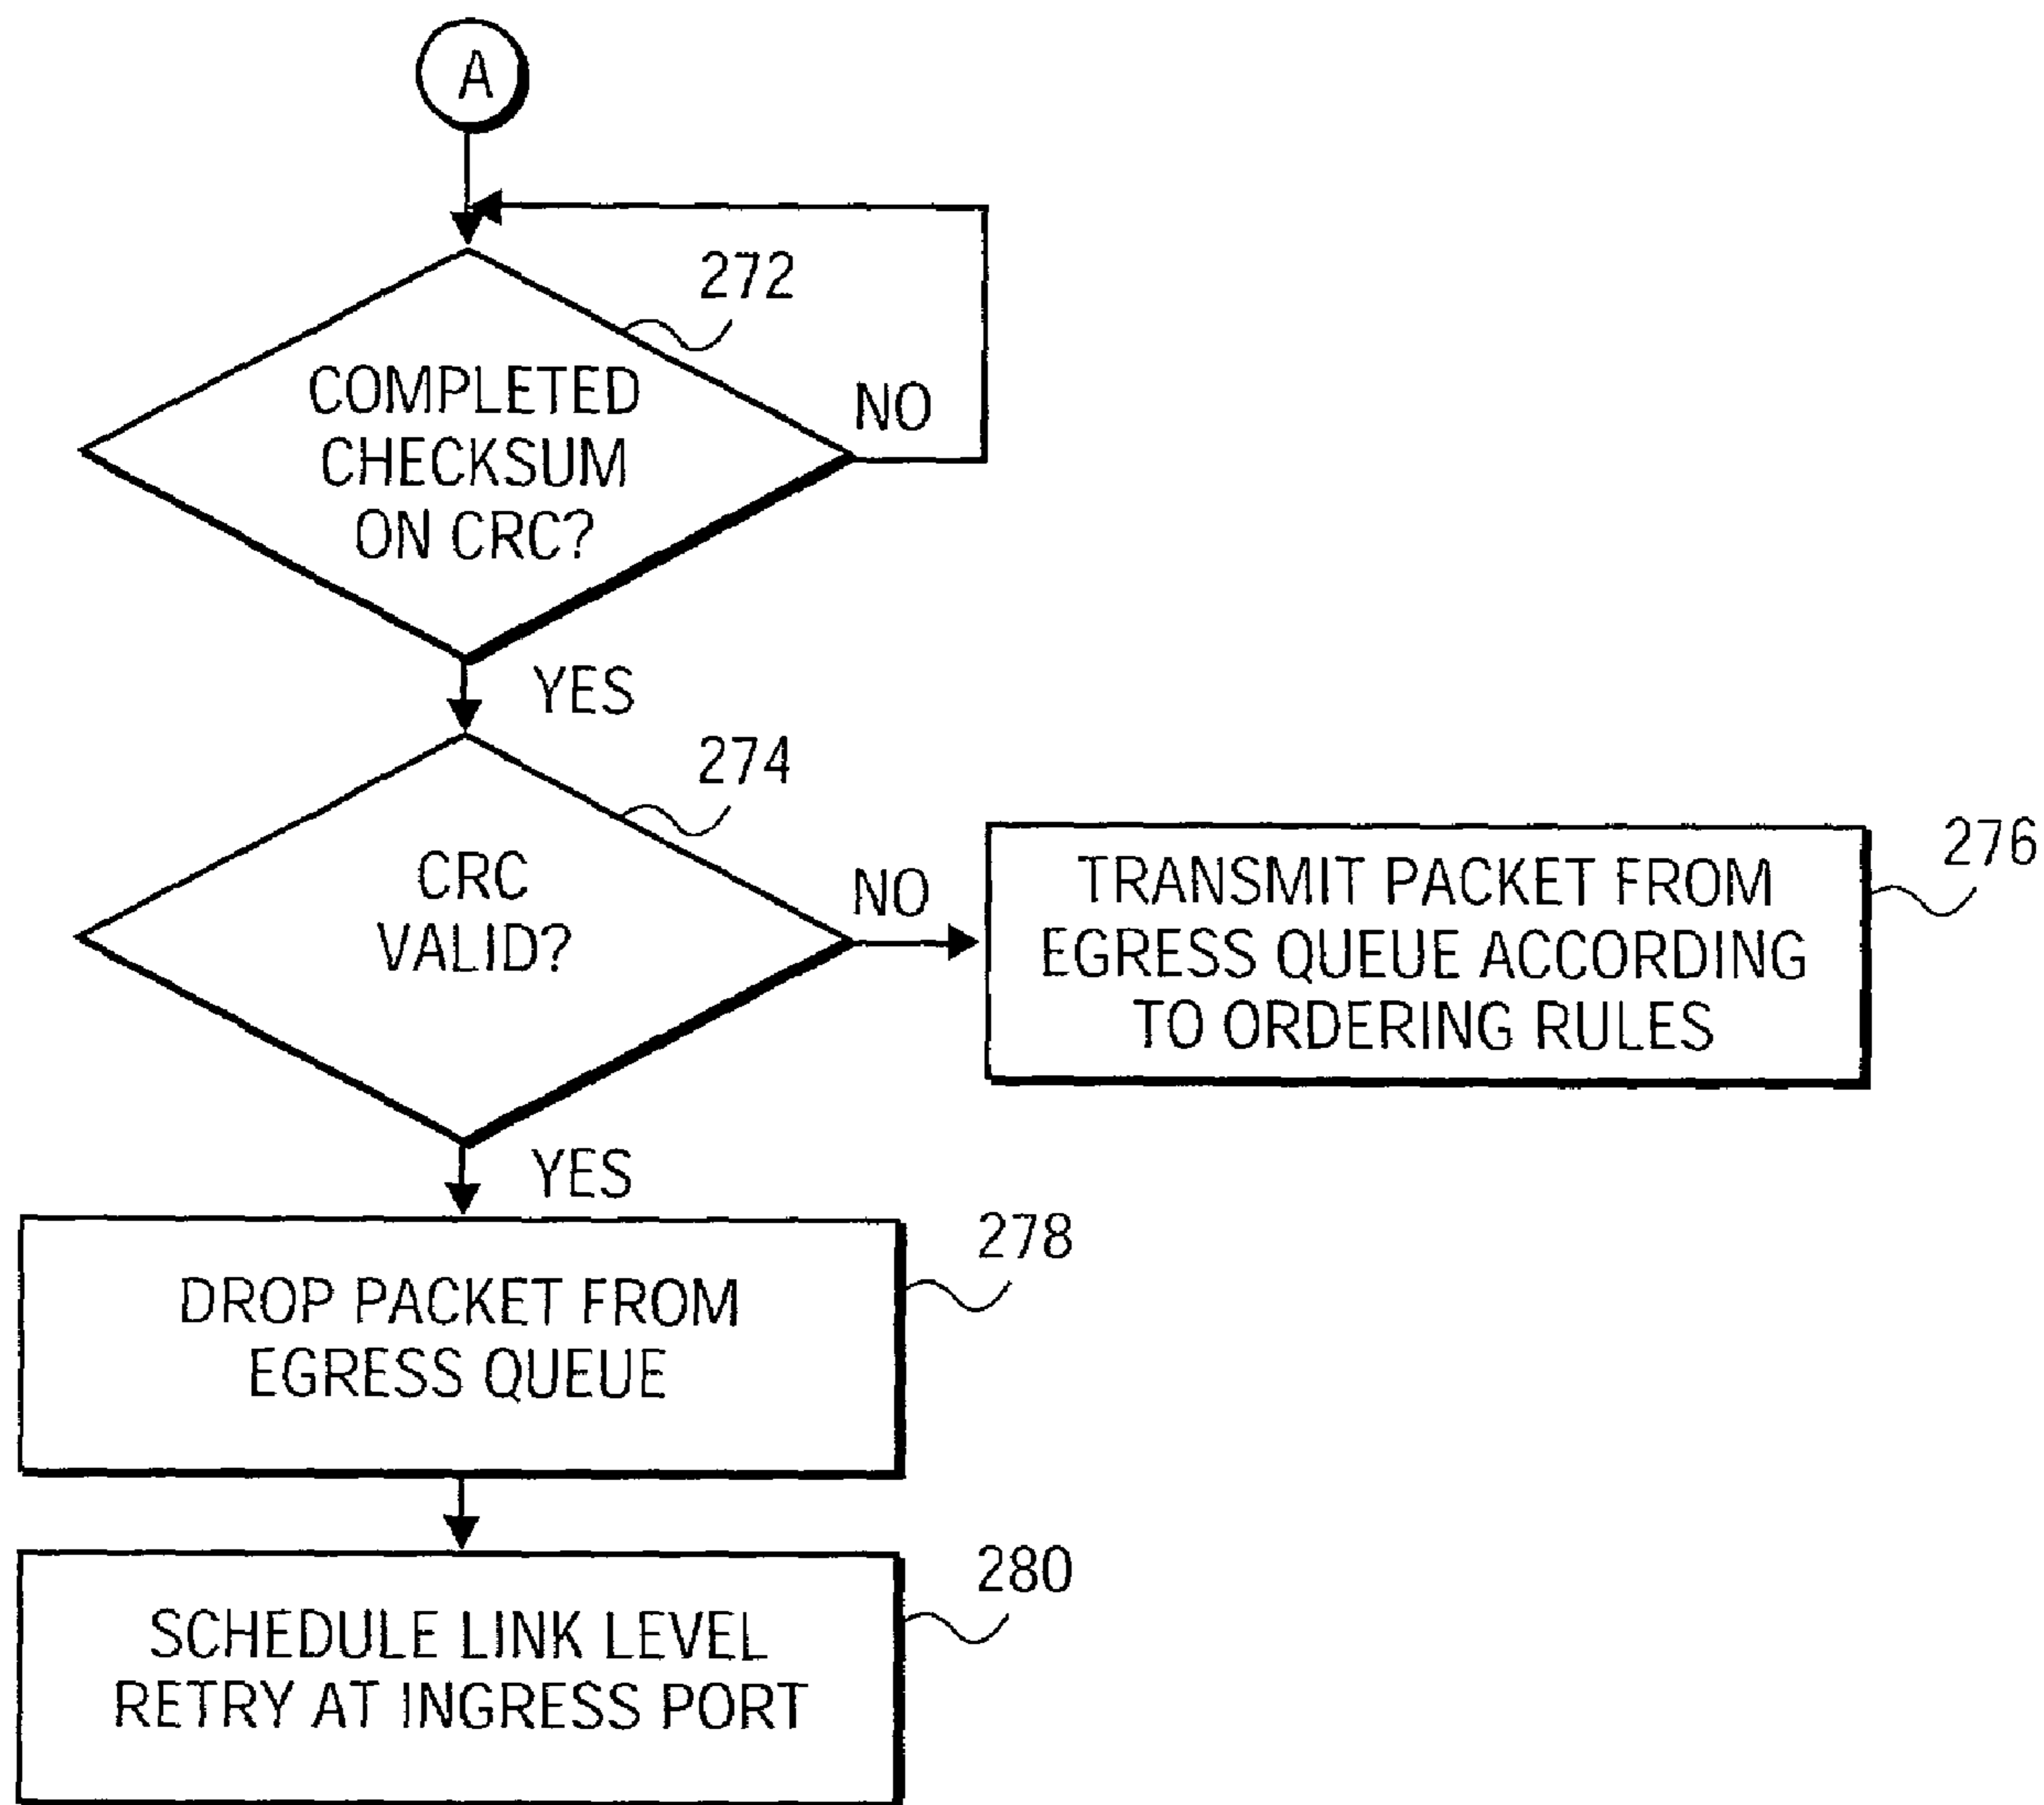 A
272
COMPLETED
CHECKSUM
ON CRC?
NO
YES
274
CRC
VALID?
NO
276
TRANSMIT PACKET FROM
EGRESS QUEUE ACCORDING
TO ORDERING RULES
YES
278
DROP PACKET FROM
EGRESS QUEUE
280
SCHEDULE LINK LEVEL
RETRY AT INGRESS PORT